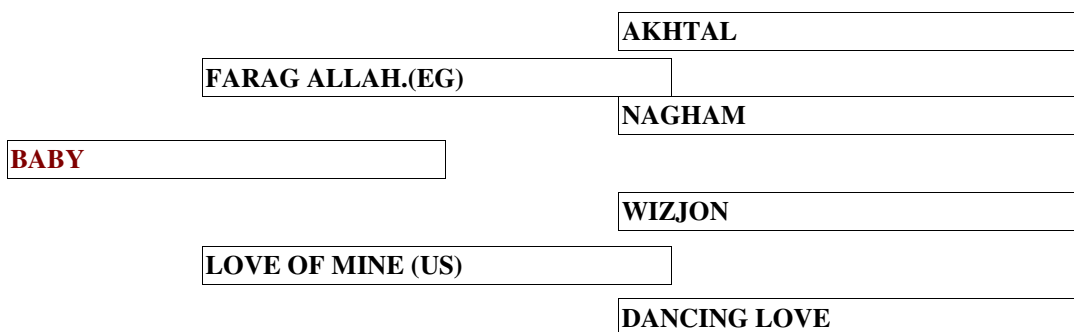 AKHTAL
FARAG ALLAH.(EG)
NAGHAM
BABY
WIZJON
LOVE OF MINE (US)
DANCING LOVE